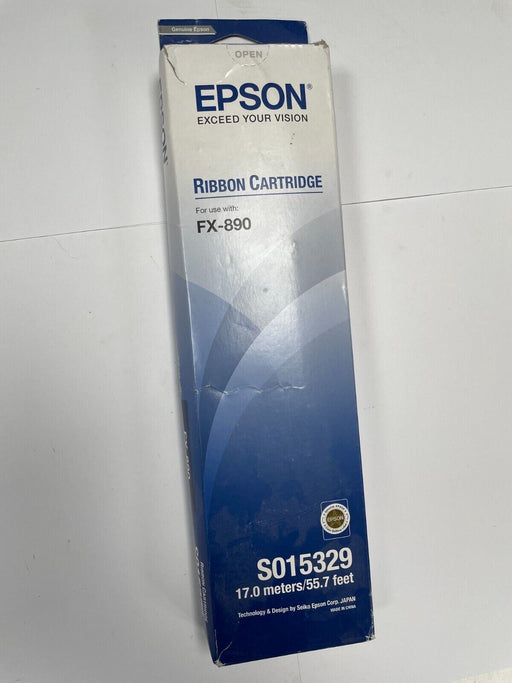 Genuine Epson
OPEN
EPSON®
EXCEED YOUR VISION
RIBBON CARTRIDGE
For use with:
FX-890
EPSON
S015329
17.0 meters/55.7 feet
Technology & Design by Seiko Epson Corp. JAPAN
MADE IN CHINA